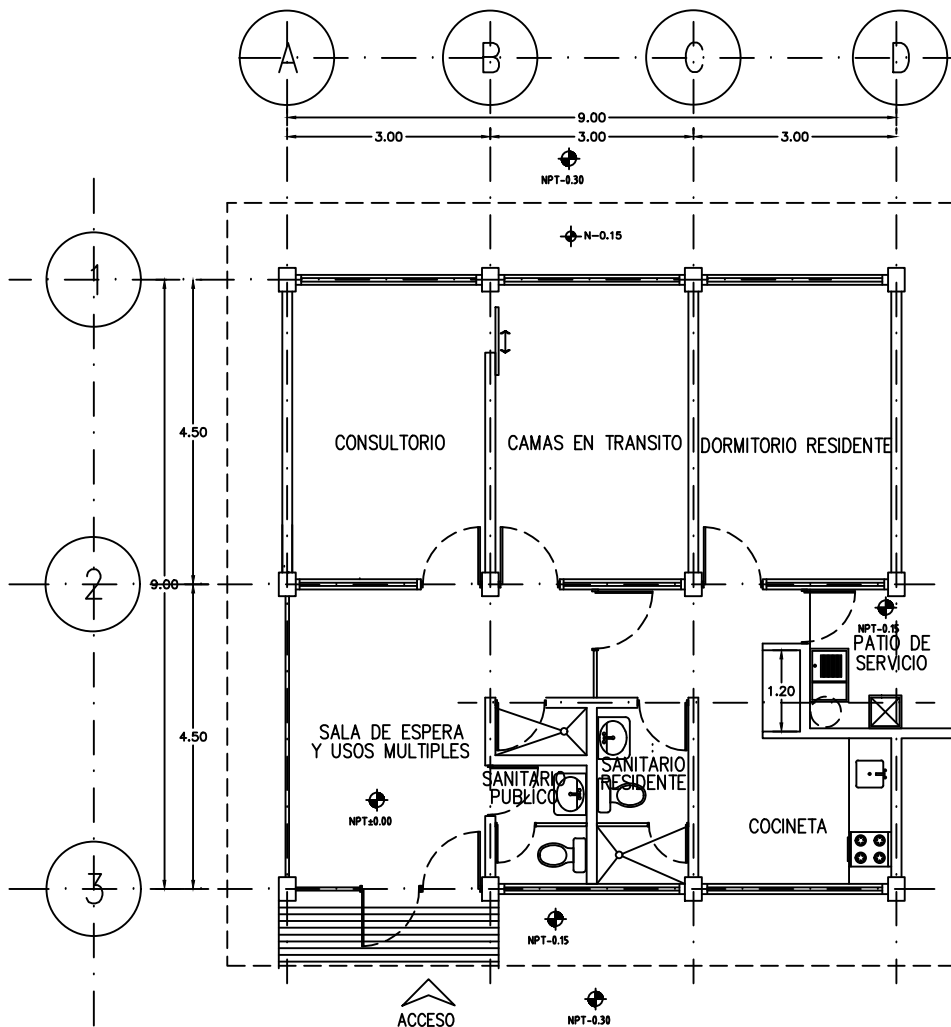 A B C D
9.00
3.00 3.00 3.00
NPT-0.30
N-0.15
1
4.50
CONSULTORIO
CAMAS EN TRANSITO
DORMITORIO RESIDENTE
2
9.00
NPT-0.15
PATIO DE
SERVICIO
1.20
4.50
SALA DE ESPERA
Y USOS MULTIPLES
SANITARIO
PUBLICO
SANITARIO
RESIDENTE
NPT±0.00
COCINETA
3
NPT-0.15
ACCESO
NPT-0.30